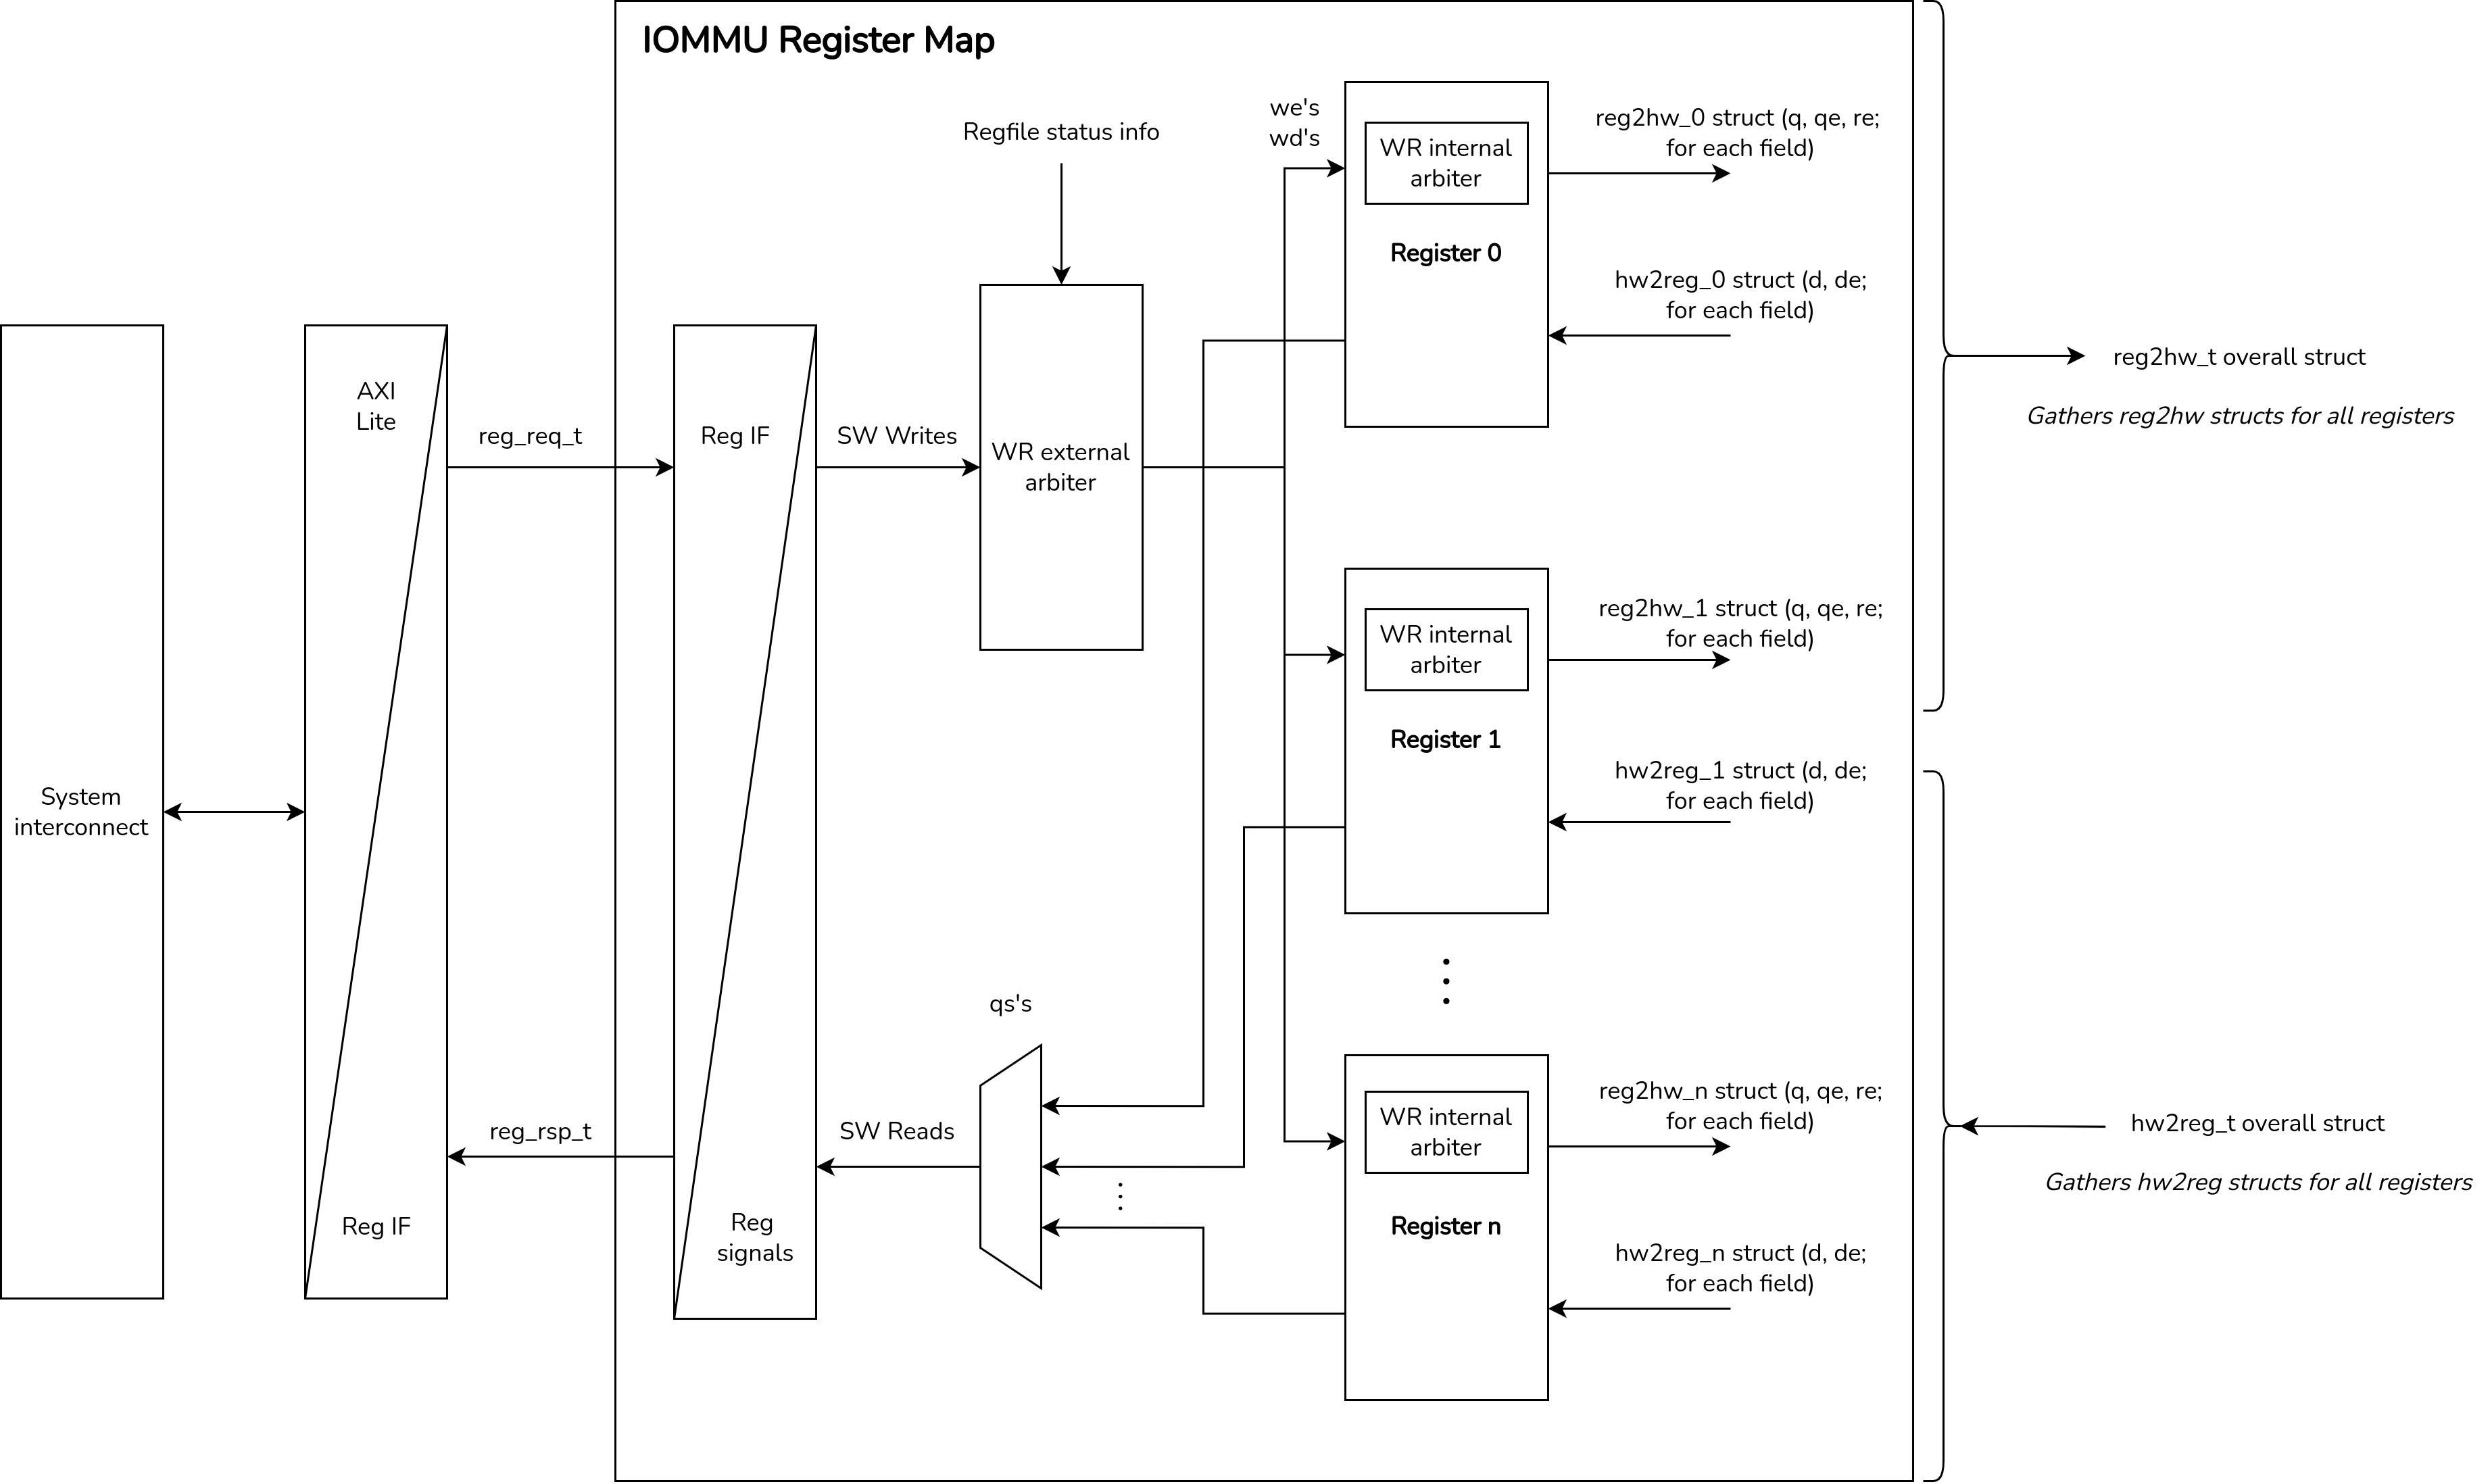 IOMMU Register Map
System
interconnect
AXI
Lite
Reg IF
reg_req_t
reg_rsp_t
Reg IF
Reg
signals
SW Writes
SW Reads
Regfile status info
WR external
arbiter
qs's
we's
wd's
WR internal
arbiter
Register 0
reg2hw_0 struct (q, qe, re;
for each field)
hw2reg_0 struct (d, de;
for each field)
WR internal
arbiter
Register 1
reg2hw_1 struct (q, qe, re;
for each field)
hw2reg_1 struct (d, de;
for each field)
WR internal
arbiter
Register n
reg2hw_n struct (q, qe, re;
for each field)
hw2reg_n struct (d, de;
for each field)
reg2hw_t overall struct
Gathers reg2hw structs for all registers
hw2reg_t overall struct
Gathers hw2reg structs for all registers